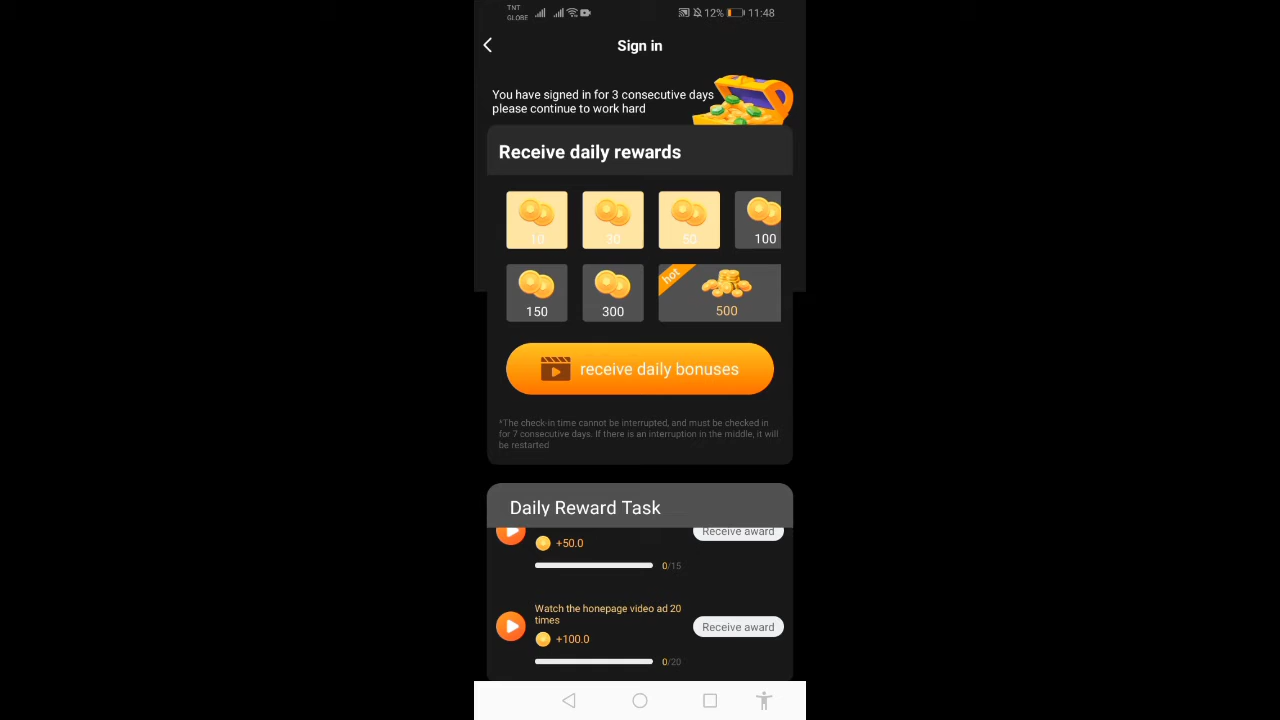 TNT
GLOBE
12% 11:48
Sign in
You have signed in for 3 consecutive days
please continue to work hard
Receive daily rewards
10 30 50 100
150 300 hot 500
receive daily bonuses
*The check-in time cannot be interrupted, and must be checked in
for 7 consecutive days. If there is an interruption in the middle, it will
be restarted
Daily Reward Task
Receive award
+50.0
0/15
Watch the honepage video ad 20
times
Receive award
+100.0
0/20